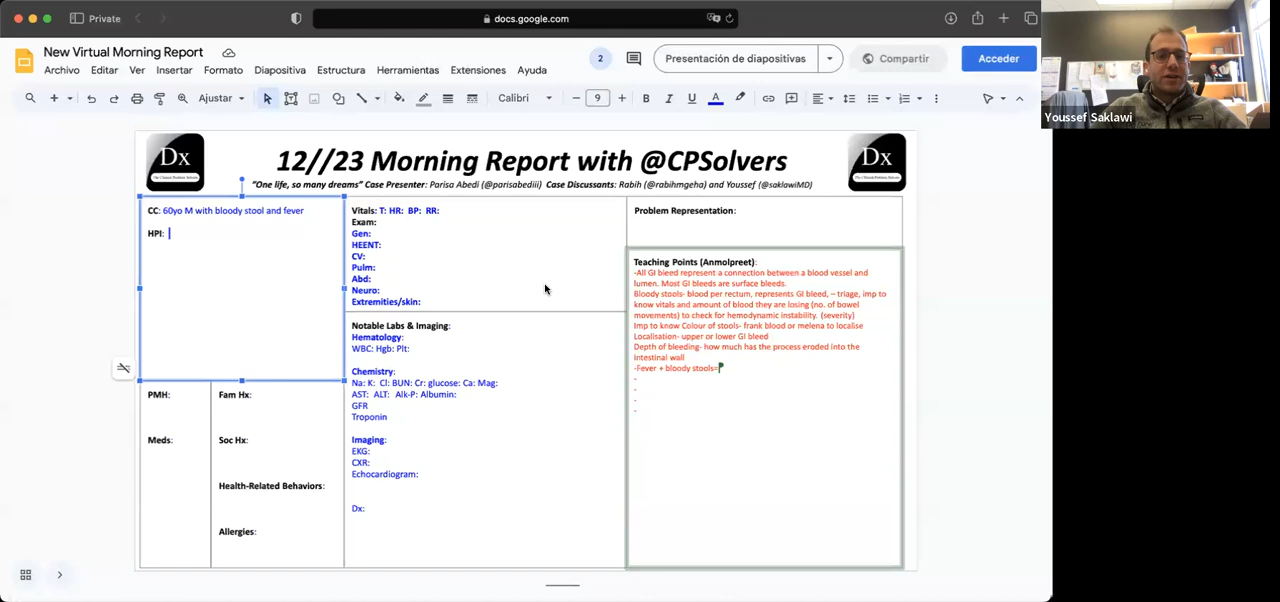 Private
docs.google.com
New Virtual Morning Report
2
Presentación de diapositivas
Compartir
Acceder
Archivo Editar Ver Insertar Formato Diapositiva Estructura Herramientas Extensiones Ayuda
Ajustar
Calibri
9
B I U A
Youssef Saklawi
Dx
12//23 Morning Report with @CPSolvers
Dx
"One life, so many dreams" Case Presenter: Parisa Abedi (@parisabediii) Case Discussants: Rabih (@rabihmgeha) and Youssef (@saklawiMD)
CC: 60yo M with bloody stool and fever
HPI:
PMH:
Meds:
Fam Hx:
Soc Hx:
Health-Related Behaviors:
Allergies:
Vitals: T: HR: BP: RR:
Exam:
Gen:
HEENT:
CV:
Pulm:
Abd:
Neuro:
Extremities/skin:
Notable Labs & Imaging:
Hematology:
WBC: Hgb: Plt:
Chemistry:
Na: K: Cl: BUN: Cr: glucose: Ca: Mag:
AST: ALT: Alk-P: Albumin:
GFR
Troponin
Imaging:
EKG:
CXR:
Echocardiogram:
Dx:
Problem Representation:
Teaching Points (Anmolpreet):
-All GI bleed represent a connection between a blood vessel and
lumen. Most GI bleeds are surface bleeds.
Bloody stools- blood per rectum, represents GI bleed, – triage, imp to
know vitals and amount of blood they are losing (no. of bowel
movements) to check for hemodynamic instability. (severity)
Imp to know Colour of stools- frank blood or melena to localise
Localisation- upper or lower GI bleed
Depth of bleeding- how much has the process eroded into the
Intestinal wall
-Fever + bloody stools=
-
-
-
-